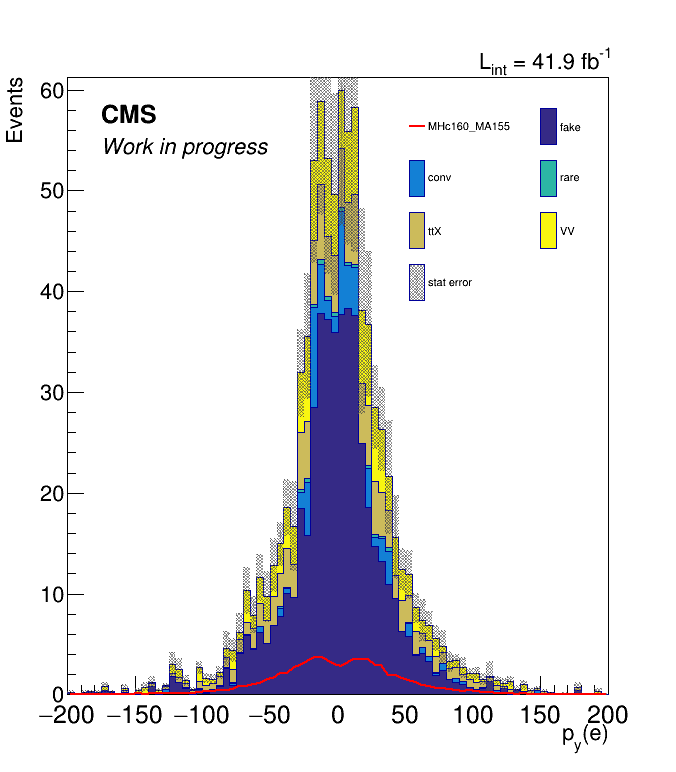 L_int = 41.9 fb^-1
Events
CMS
Work in progress
MHc160_MA155
fake
conv
rare
ttX
VV
stat error
60
50
40
30
20
10
0
−200 −150 −100 −50 0 50 100 150 200
p_y(e)